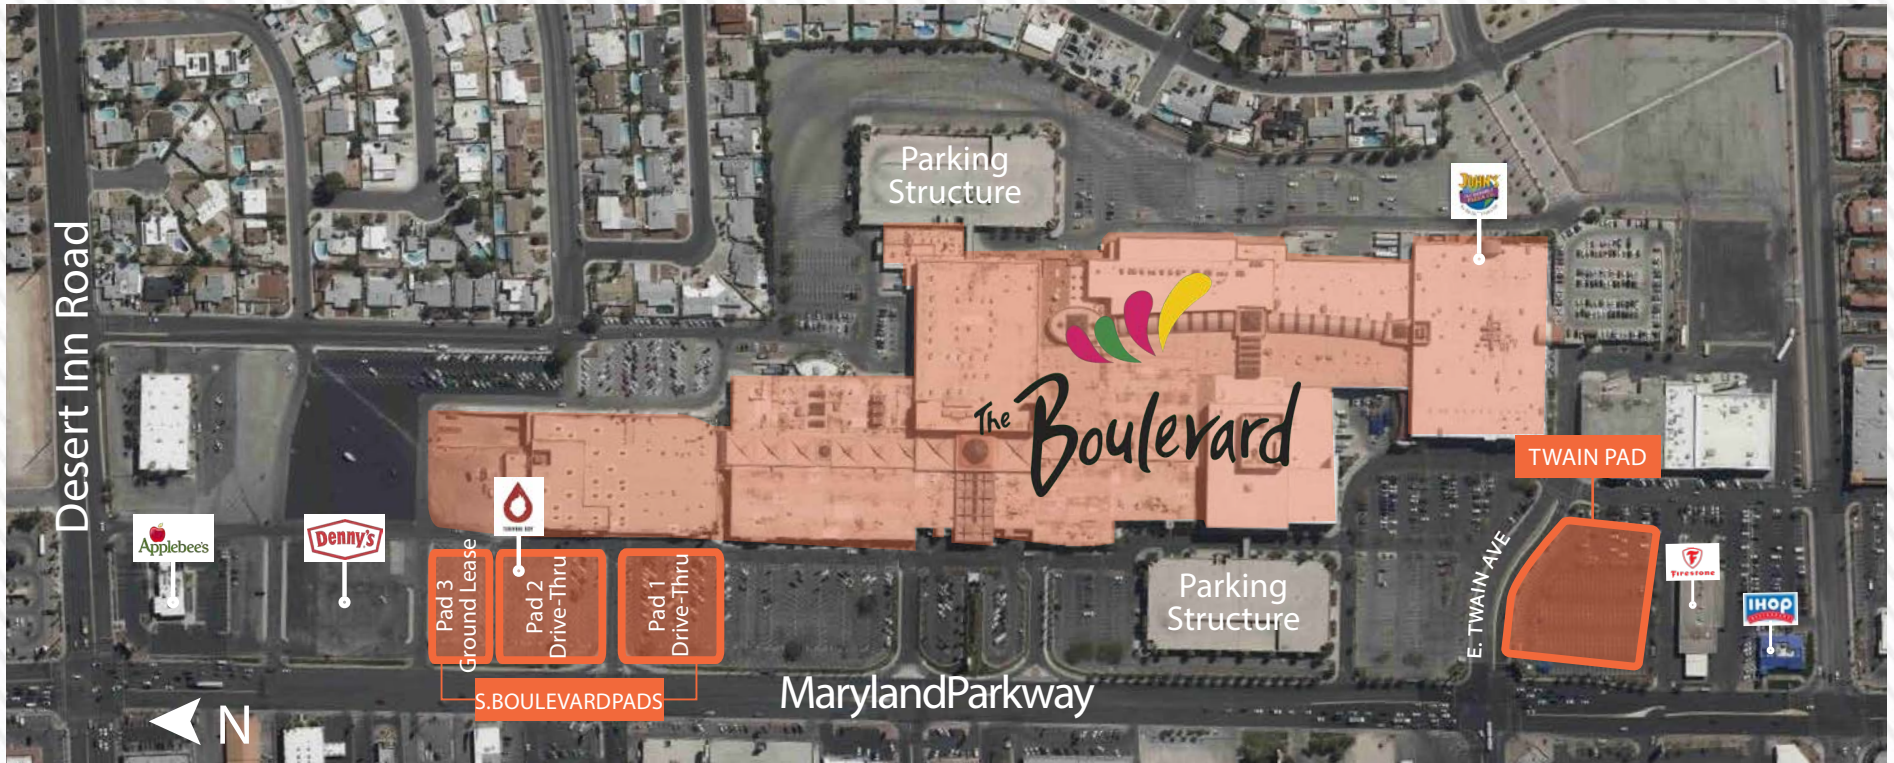 Parking
Structure
JOHN'S
Desert Inn Road
The
Boulevard
TWAIN PAD
Applebee's
Denny's
Pad 3
Ground Lease
Pad 2
Drive-Thru
Pad 1
Drive-Thru
Parking
Structure
E. TWAIN AVE
Firestone
IHOP
S.BOULEVARDPADS
MarylandParkway
N